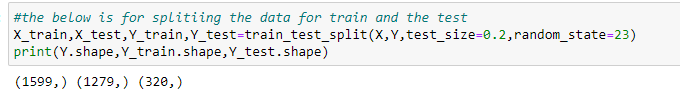 #the below is for splitiing the data for train and the test
X_train,X_test,Y_train,Y_test=train_test_split(X,Y,test_size=0.2,random_state=23)
print(Y.shape,Y_train.shape,Y_test.shape)
(1599,) (1279,) (320,)